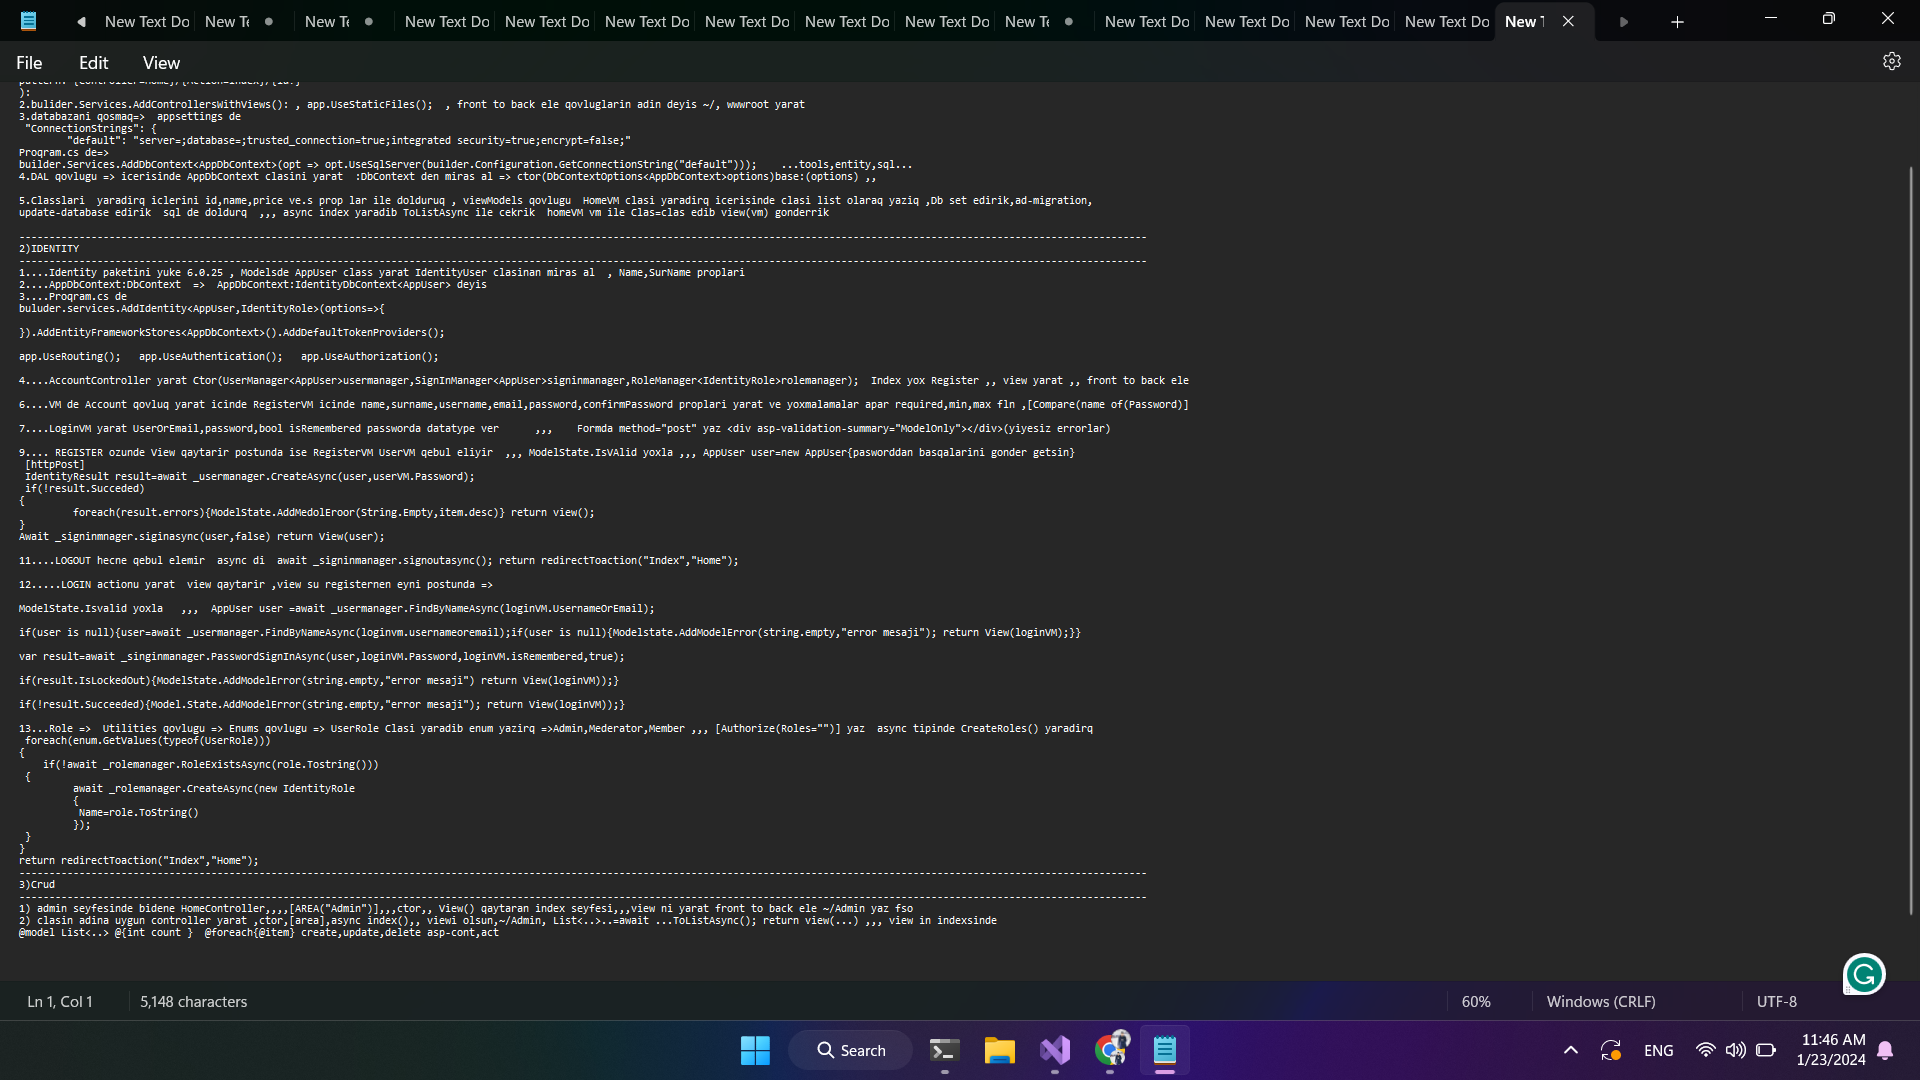 New Text Do New Te New Te New Text Do New Text Do New Text Do New Text Do New Text Do New Text Do New Te New Text Do New Text Do New Text Do New Text Do New T
File Edit View
):
2.bulider.Services.AddControllersWithViews(): , app.UseStaticFiles();  , front to back ele qovluglarin adin deyis ~/, wwwroot yarat
3.databazani qosmaq=>  appsettings de
"ConnectionStrings": {
"default": "server=;database=;trusted_connection=true;integrated security=true;encrypt=false;"
Proqram.cs de=>
builder.Services.AddDbContext<AppDbContext>(opt => opt.UseSqlServer(builder.Configuration.GetConnectionString("default")));    ...tools,entity,sql...
4.DAL qovlugu => icerisinde AppDbContext clasini yarat  :DbContext den miras al => ctor(DbContextOptions<AppDbContext>options)base:(options) ,,
5.Classlari  yaradirq iclerini id,name,price ve.s prop lar ile dolduruq , viewModels qovlugu  HomeVM clasi yaradirq icerisinde clasi list olaraq yaziq ,Db set edirik,ad-migration,
update-database edirik  sql de doldurq  ,,, async index yaradib ToListAsync ile cekrik  homeVM vm ile Clas=clas edib view(vm) gonderrik
--------------------------------------------------------------------------------------------------------------------------------------------------------------------------------------------
2)IDENTITY
--------------------------------------------------------------------------------------------------------------------------------------------------------------------------------------------
1....Identity paketini yuke 6.0.25 , Modelsde AppUser class yarat IdentityUser clasinan miras al  , Name,SurName proplari
2....AppDbContext:DbContext  =>  AppDbContext:IdentityDbContext<AppUser> deyis
3....Proqram.cs de
buluder.services.AddIdentity<AppUser,IdentityRole>(options=>{
}).AddEntityFrameworkStores<AppDbContext>().AddDefaultTokenProviders();
app.UseRouting();   app.UseAuthentication();   app.UseAuthorization();
4....AccountController yarat Ctor(UserManager<AppUser>usermanager,SignInManager<AppUser>signinmanager,RoleManager<IdentityRole>rolemanager);  Index yox Register ,, view yarat ,, front to back ele
6....VM de Account qovluq yarat icinde RegisterVM icinde name,surname,username,email,password,confirmPassword proplari yarat ve yoxmalamalar apar required,min,max fln ,[Compare(name of(Password)]
7....LoginVM yarat UserOrEmail,password,bool isRemembered passworda datatype ver      ,,,    Formda method="post" yaz <div asp-validation-summary="ModelOnly"></div>(yiyesiz errorlar)
9.... REGISTER ozunde View qaytarir postunda ise RegisterVM UserVM qebul eliyir  ,,, ModelState.IsVAlid yoxla ,,, AppUser user=new AppUser{pasworddan basqalarini gonder getsin}
[httpPost]
IdentityResult result=await _usermanager.CreateAsync(user,userVM.Password);
if(!result.Succeded)
{
foreach(result.errors){ModelState.AddMedolEroor(String.Empty,item.desc)} return view();
}
Await _signinmnager.siginasync(user,false) return View(user);
11....LOGOUT hecne qebul elemir  async di  await _signinmanager.signoutasync(); return redirectToaction("Index","Home");
12.....LOGIN actionu yarat  view qaytarir ,view su registernen eyni postunda =>
ModelState.Isvalid yoxla   ,,,  AppUser user =await _usermanager.FindByNameAsync(loginVM.UsernameOrEmail);
if(user is null){user=await _usermanager.FindByNameAsync(loginvm.usernameoremail);if(user is null){Modelstate.AddModelError(string.empty,"error mesaji"); return View(loginVM);}}
var result=await _singinmanager.PasswordSignInAsync(user,loginVM.Password,loginVM.isRemembered,true);
if(result.IsLockedOut){ModelState.AddModelError(string.empty,"error mesaji") return View(loginVM));}
if(!result.Succeeded){Model.State.AddModelError(string.empty,"error mesaji"); return View(loginVM));}
13...Role =>  Utilities qovlugu => Enums qovlugu => UserRole Clasi yaradib enum yazirq =>Admin,Mederator,Member ,,, [Authorize(Roles="")] yaz  async tipinde CreateRoles() yaradirq
foreach(enum.GetValues(typeof(UserRole)))
{
if(!await _rolemanager.RoleExistsAsync(role.Tostring()))
{
await _rolemanager.CreateAsync(new IdentityRole
{
Name=role.ToString()
});
}
}
return redirectToaction("Index","Home");
--------------------------------------------------------------------------------------------------------------------------------------------------------------------------------------------
3)Crud
--------------------------------------------------------------------------------------------------------------------------------------------------------------------------------------------
1) admin seyfesinde bidene HomeController,,,,[AREA("Admin")],,,ctor,, View() qaytaran index seyfesi,,,view ni yarat front to back ele ~/Admin yaz fso
2) clasin adina uygun controller yarat ,ctor,[area],async index(),, viewi olsun,~/Admin, List<..>..=await ...ToListAsync(); return view(...) ,,, view in indexsinde
@model List<..> @{int count }  @foreach{@item} create,update,delete asp-cont,act
Ln 1, Col 1 5,148 characters 60% Windows (CRLF) UTF-8
Search ENG 11:46 AM
1/23/2024